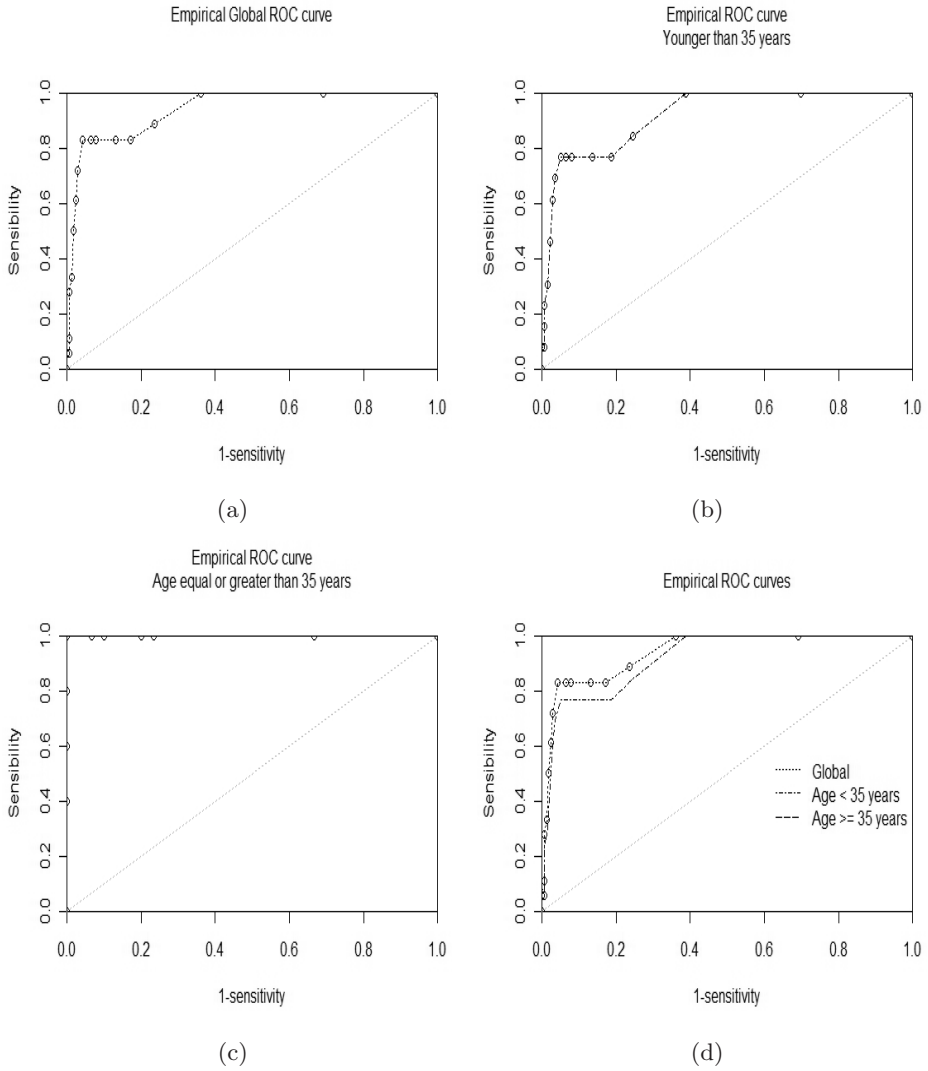 Empirical Global ROC curve
Sensibility
0.0 0.2 0.4 0.6 0.8 1.0
0.0 0.2 0.4 0.6 0.8 1.0
1-sensitivity
(a)
Empirical ROC curve
Younger than 35 years
Sensibility
0.0 0.2 0.4 0.6 0.8 1.0
0.0 0.2 0.4 0.6 0.8 1.0
1-sensitivity
(b)
Empirical ROC curve
Age equal or greater than 35 years
Sensibility
0.0 0.2 0.4 0.6 0.8 1.0
0.0 0.2 0.4 0.6 0.8 1.0
1-sensitivity
(c)
Empirical ROC curves
Sensibility
0.0 0.2 0.4 0.6 0.8 1.0
Global
Age < 35 years
Age >= 35 years
0.0 0.2 0.4 0.6 0.8 1.0
1-sensitivity
(d)